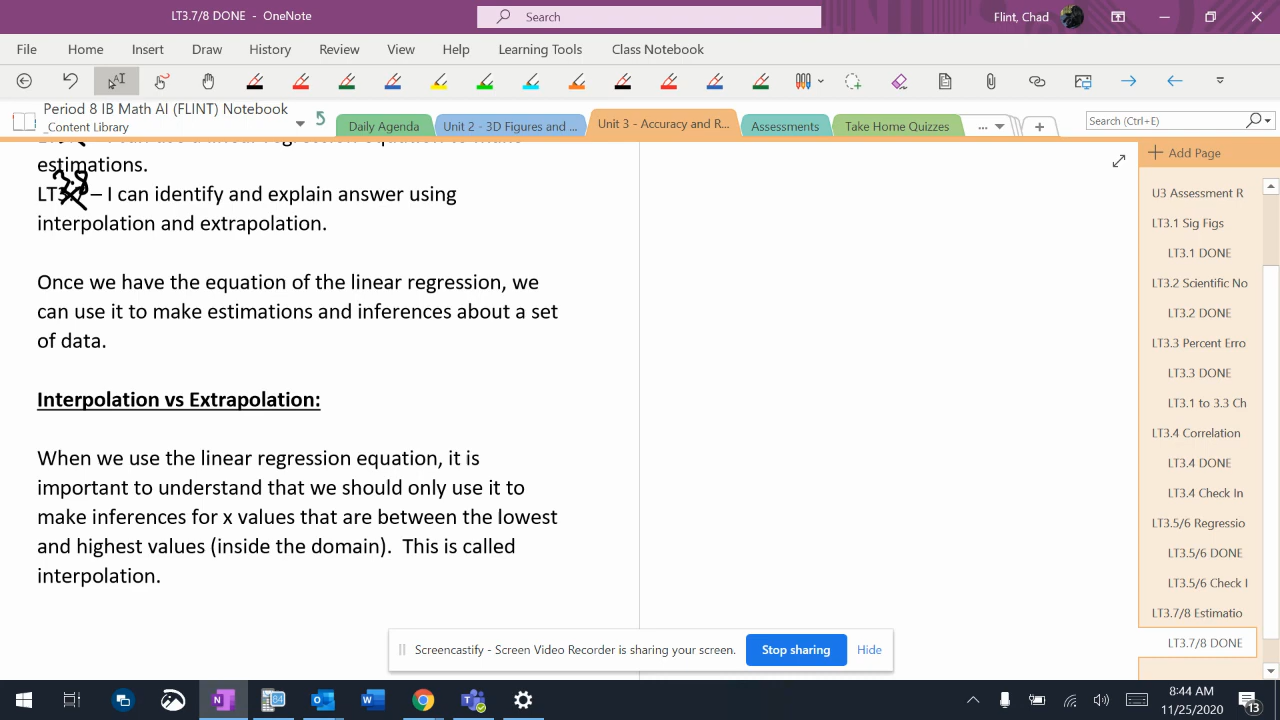 LT3.7/8 DONE - OneNote
Search
Flint, Chad
File Home Insert Draw History Review View Help Learning Tools Class Notebook
Period 8 IB Math AI (FLINT) Notebook
_Content Library
Daily Agenda
Unit 2 - 3D Figures and ...
Unit 3 - Accuracy and R...
Assessments
Take Home Quizzes
...
Search (Ctrl+E)
estimations.
– I can identify and explain answer using
interpolation and extrapolation.
Once we have the equation of the linear regression, we
can use it to make estimations and inferences about a set
of data.
Interpolation vs Extrapolation:
When we use the linear regression equation, it is
important to understand that we should only use it to
make inferences for x values that are between the lowest
and highest values (inside the domain). This is called
interpolation.
Add Page
U3 Assessment R
LT3.1 Sig Figs
LT3.1 DONE
LT3.2 Scientific No
LT3.2 DONE
LT3.3 Percent Erro
LT3.3 DONE
LT3.1 to 3.3 Ch
LT3.4 Correlation
LT3.4 DONE
LT3.4 Check In
LT3.5/6 Regressio
LT3.5/6 DONE
LT3.5/6 Check I
LT3.7/8 Estimatio
LT3.7/8 DONE
Screencastify - Screen Video Recorder is sharing your screen.
Stop sharing
Hide
8:44 AM
11/25/2020
13